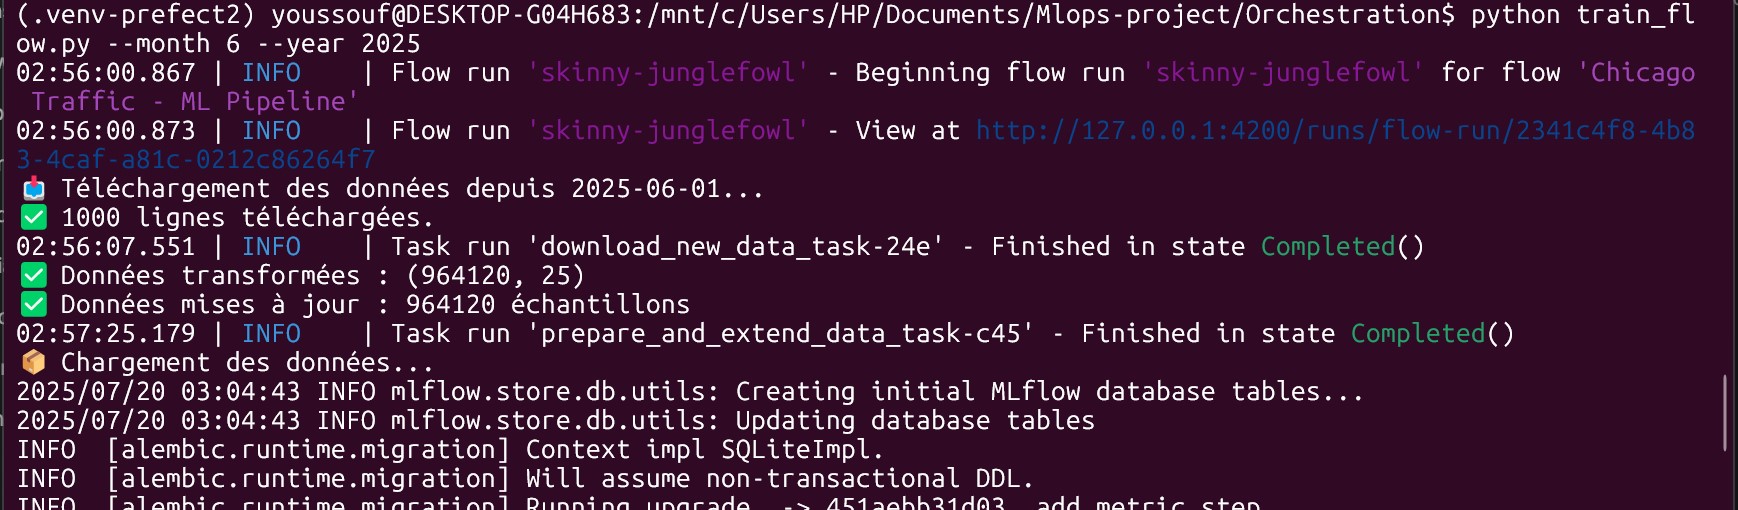 (.venv-prefect2) youssouf@DESKTOP-G04H683:/mnt/c/Users/HP/Documents/Mlops-project/Orchestration$ python train_fl
ow.py --month 6 --year 2025
02:56:00.867 | INFO    | Flow run 'skinny-junglefowl' - Beginning flow run 'skinny-junglefowl' for flow 'Chicago
 Traffic - ML Pipeline'
02:56:00.873 | INFO    | Flow run 'skinny-junglefowl' - View at http://127.0.0.1:4200/runs/flow-run/2341c4f8-4b8
3-4caf-a81c-0212c86264f7
📥 Téléchargement des données depuis 2025-06-01...
✅ 1000 lignes téléchargées.
02:56:07.551 | INFO    | Task run 'download_new_data_task-24e' - Finished in state Completed()
✅ Données transformées : (964120, 25)
✅ Données mises à jour : 964120 échantillons
02:57:25.179 | INFO    | Task run 'prepare_and_extend_data_task-c45' - Finished in state Completed()
📦 Chargement des données...
2025/07/20 03:04:43 INFO mlflow.store.db.utils: Creating initial MLflow database tables...
2025/07/20 03:04:43 INFO mlflow.store.db.utils: Updating database tables
INFO  [alembic.runtime.migration] Context impl SQLiteImpl.
INFO  [alembic.runtime.migration] Will assume non-transactional DDL.
INFO  [alembic.runtime.migration] Running upgrade  -> 451aebb31d03, add metric step